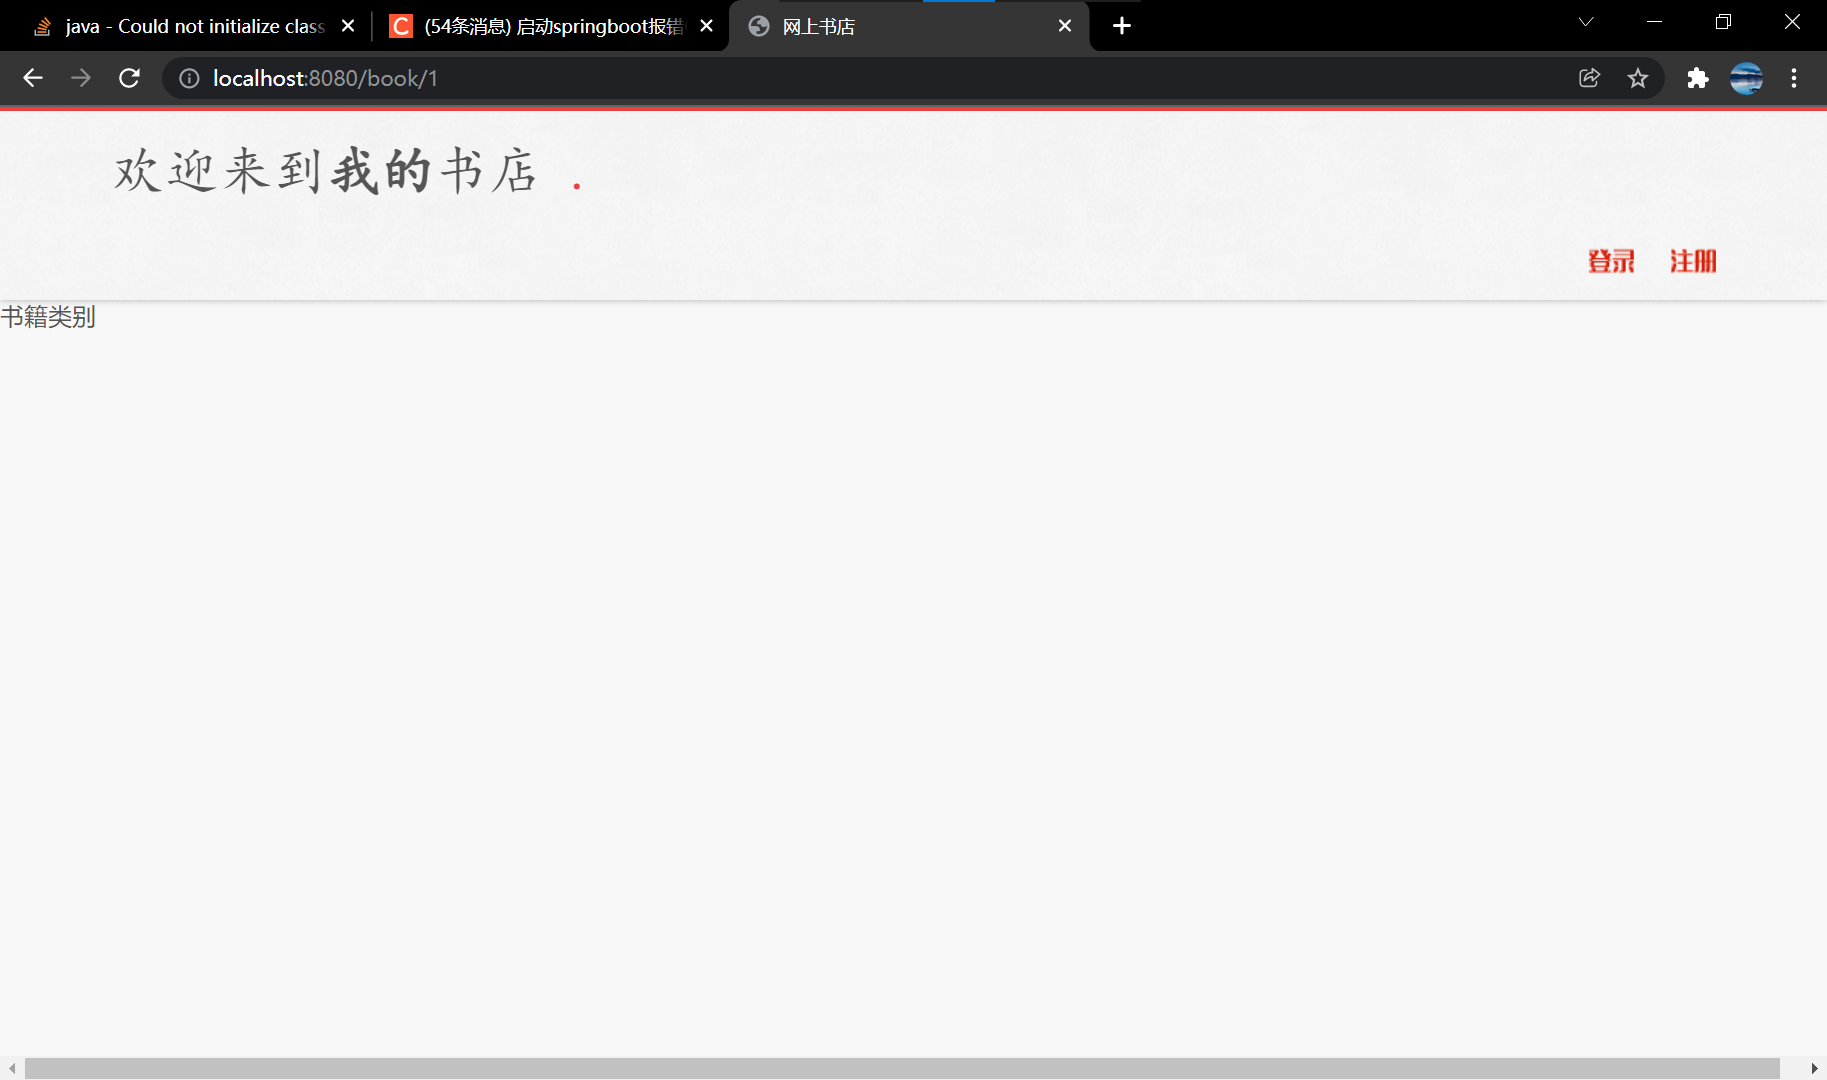 java - Could not initialize class
(54条消息) 启动springboot报错
网上书店
localhost:8080/book/1
欢迎来到我的书店 .
登录 注册
书籍类别